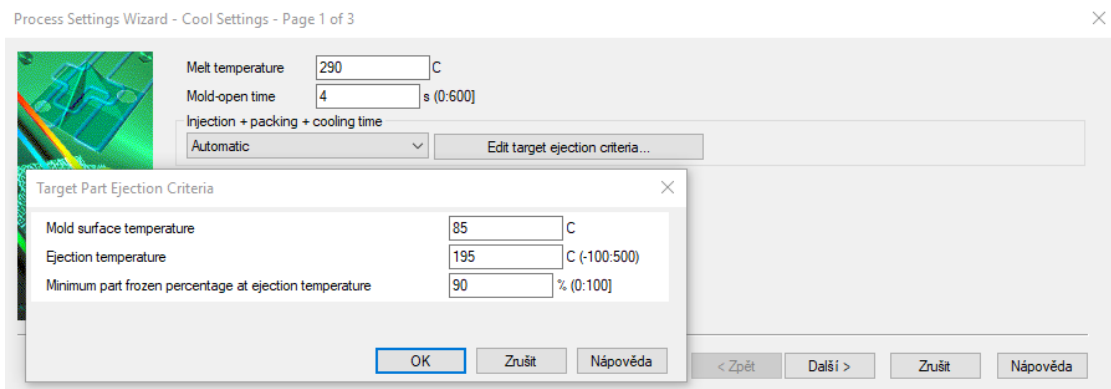 Process Settings Wizard - Cool Settings - Page 1 of 3
Melt temperature 290 C
Mold-open time 4 s (0:600]
Injection + packing + cooling time
Automatic Edit target ejection criteria...
Target Part Ejection Criteria
Mold surface temperature 85 C
Ejection temperature 195 C (-100:500)
Minimum part frozen percentage at ejection temperature 90 % (0:100]
OK Zrušit Nápověda
< Zpět Další > Zrušit Nápověda